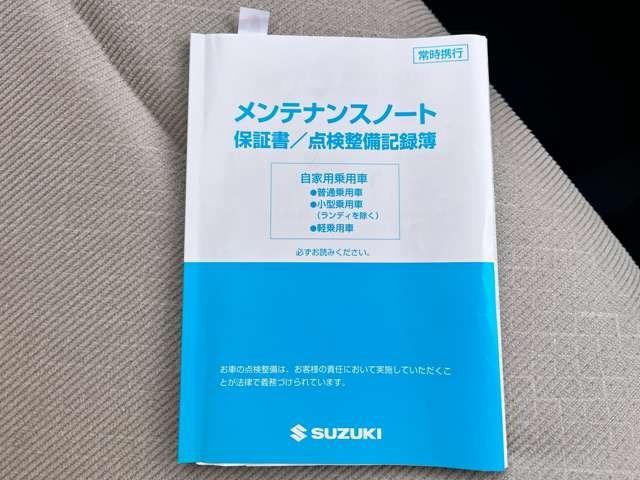 常時携行
メンテナンスノート
保証書／点検整備記録簿
自家用乗用車
●普通乗用車
●小型乗用車
（ランディを除く）
●軽乗用車
必ずお読みください。
お車の点検整備は、お客様の責任において実施していただくこ
とが法律で義務づけられています。
SUZUKI